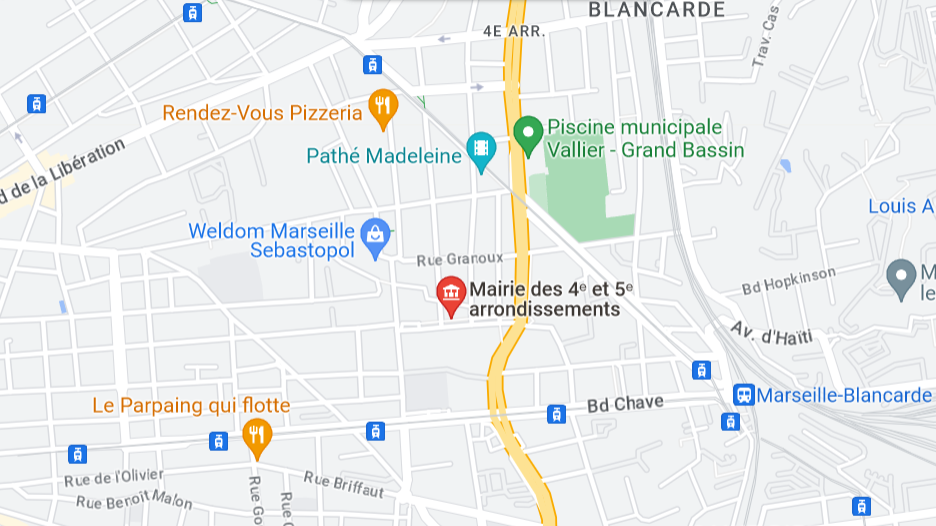 BLANCARDE
4E ARR.
Trav. Cas
Rendez-Vous Pizzeria
Piscine municipale
Vallier - Grand Bassin
Pathé Madeleine
d de la Libération
Louis A
Weldom Marseille
Sebastopol
Rue Granoux
Bd Hopkinson
M
le
Mairie des 4ᵉ et 5ᵉ
arrondissements
Av. d'Haïti
Marseille-Blancarde
Bd Chave
Le Parpaing qui flotte
Rue de l'Olivier
Rue Benoît Malon
Rue Go
Rue C
Rue Briffaut